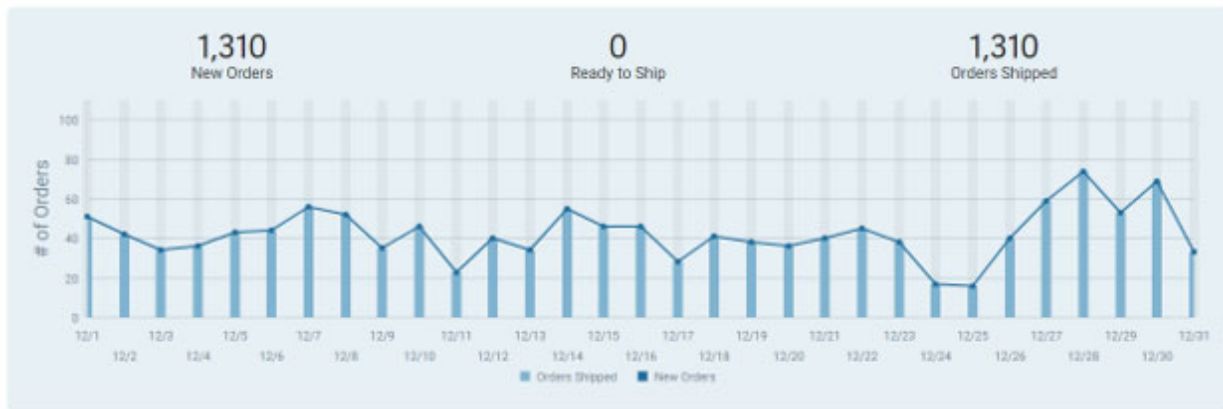 1,310 0 1,310
New Orders Ready to Ship Orders Shipped
100
80
60
40
20
0
# of Orders
12/1 12/3 12/5 12/7 12/9 12/11 12/13 12/15 12/17 12/19 12/21 12/23 12/25 12/27 12/29 12/31
12/2 12/4 12/6 12/8 12/10 12/12 12/14 12/16 12/18 12/20 12/22 12/24 12/26 12/28 12/30
Orders Shipped New Orders